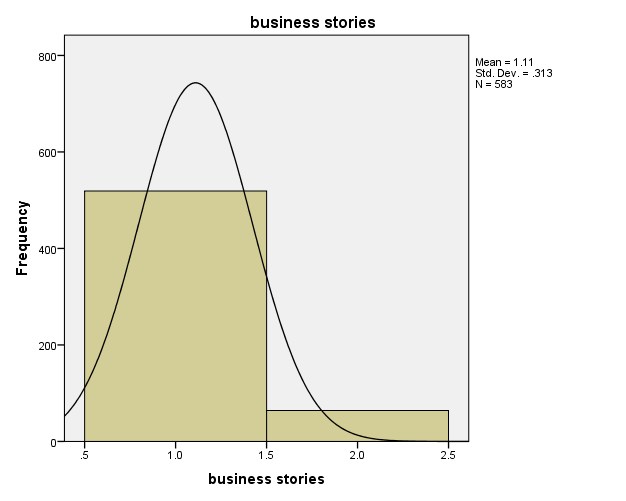 business stories
Mean = 1.11
Std. Dev. = .313
N = 583
800
600
400
200
0
Frequency
.5 1.0 1.5 2.0 2.5
business stories